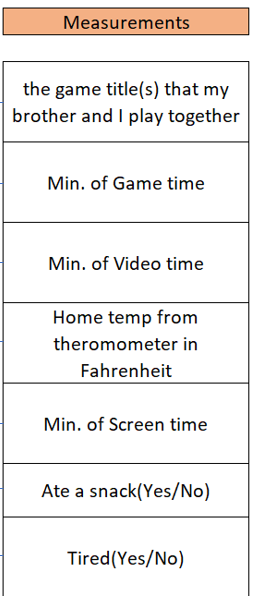 Measurements
the game title(s) that my
brother and I play together
Min. of Game time
Min. of Video time
Home temp from
theromometer in
Fahrenheit
Min. of Screen time
Ate a snack(Yes/No)
Tired(Yes/No)